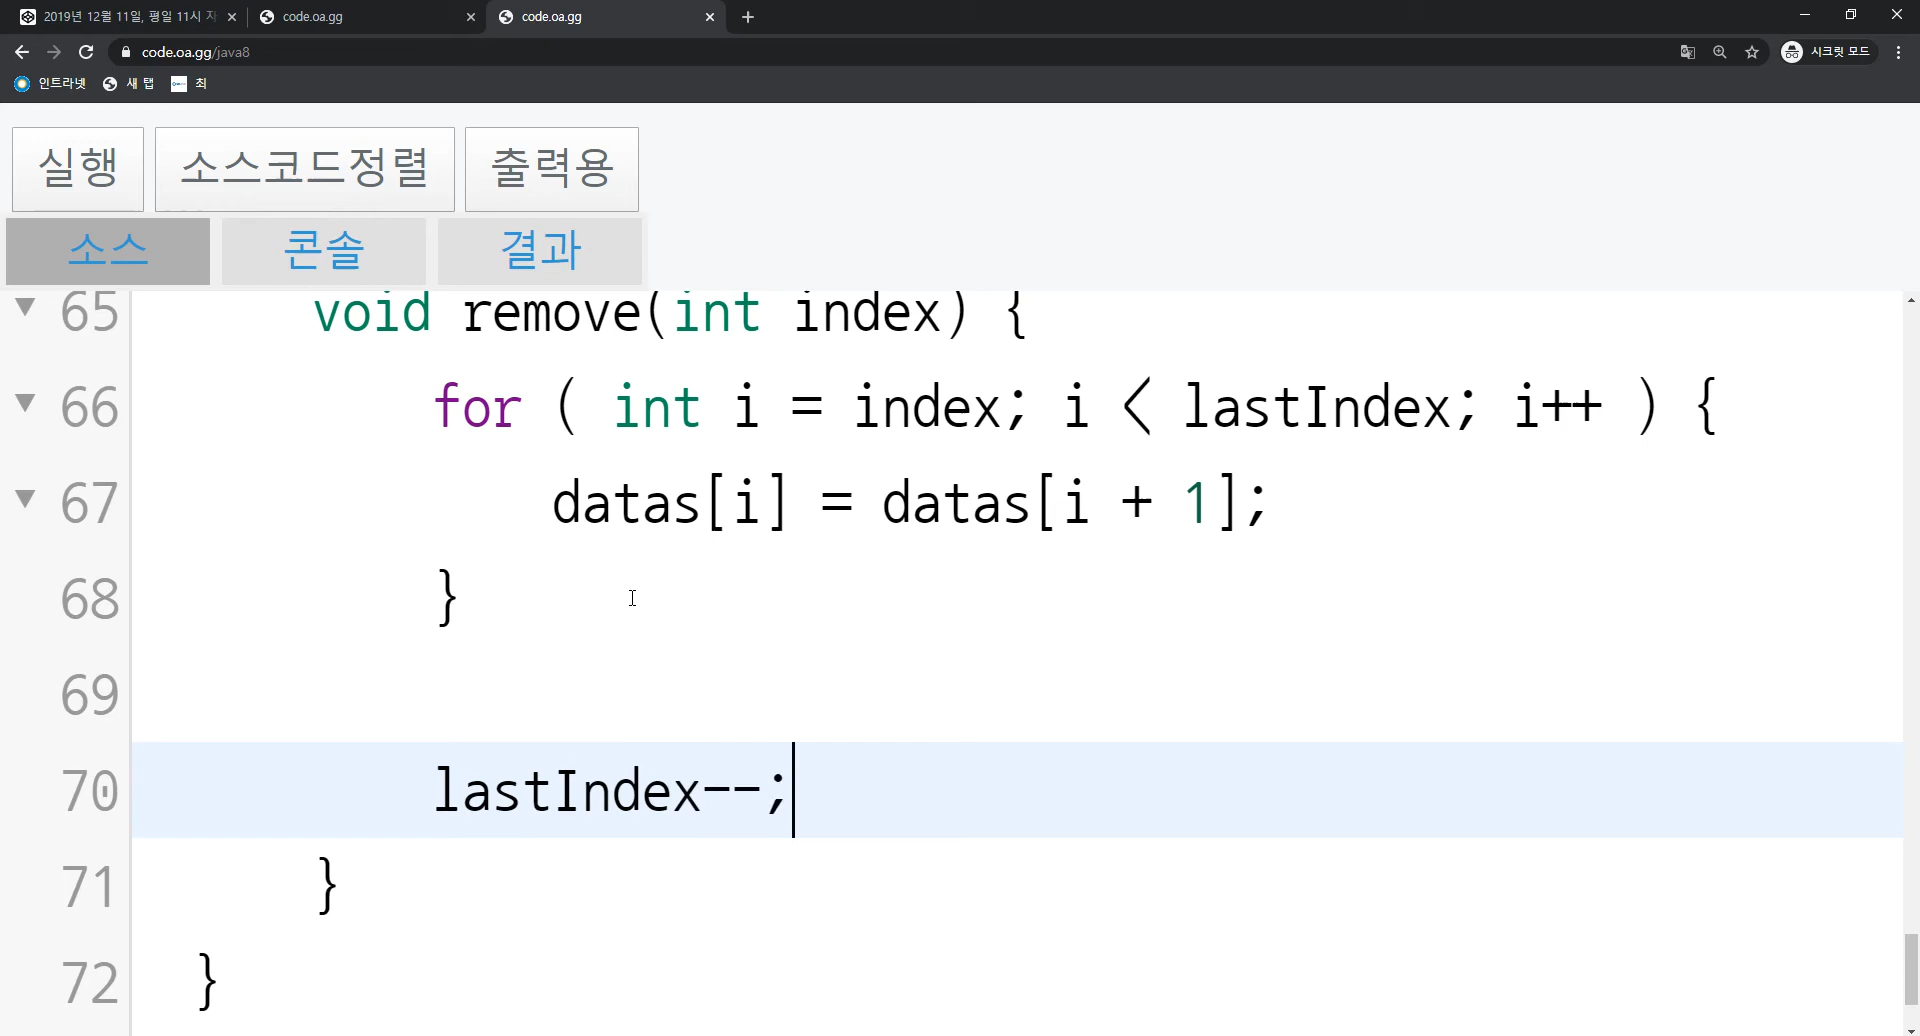 2019년 12월 11일, 평일 11시 자
code.oa.gg
code.oa.gg
code.oa.gg/java8
시크릿 모드
인트라넷
새 탭
최
실행
소스코드정렬
출력용
소스
콘솔
결과
65 void remove(int index) {
66 for ( int i = index; i < lastIndex; i++ ) {
67 datas[i] = datas[i + 1];
68 }
69
70 lastIndex--;
71 }
72 }